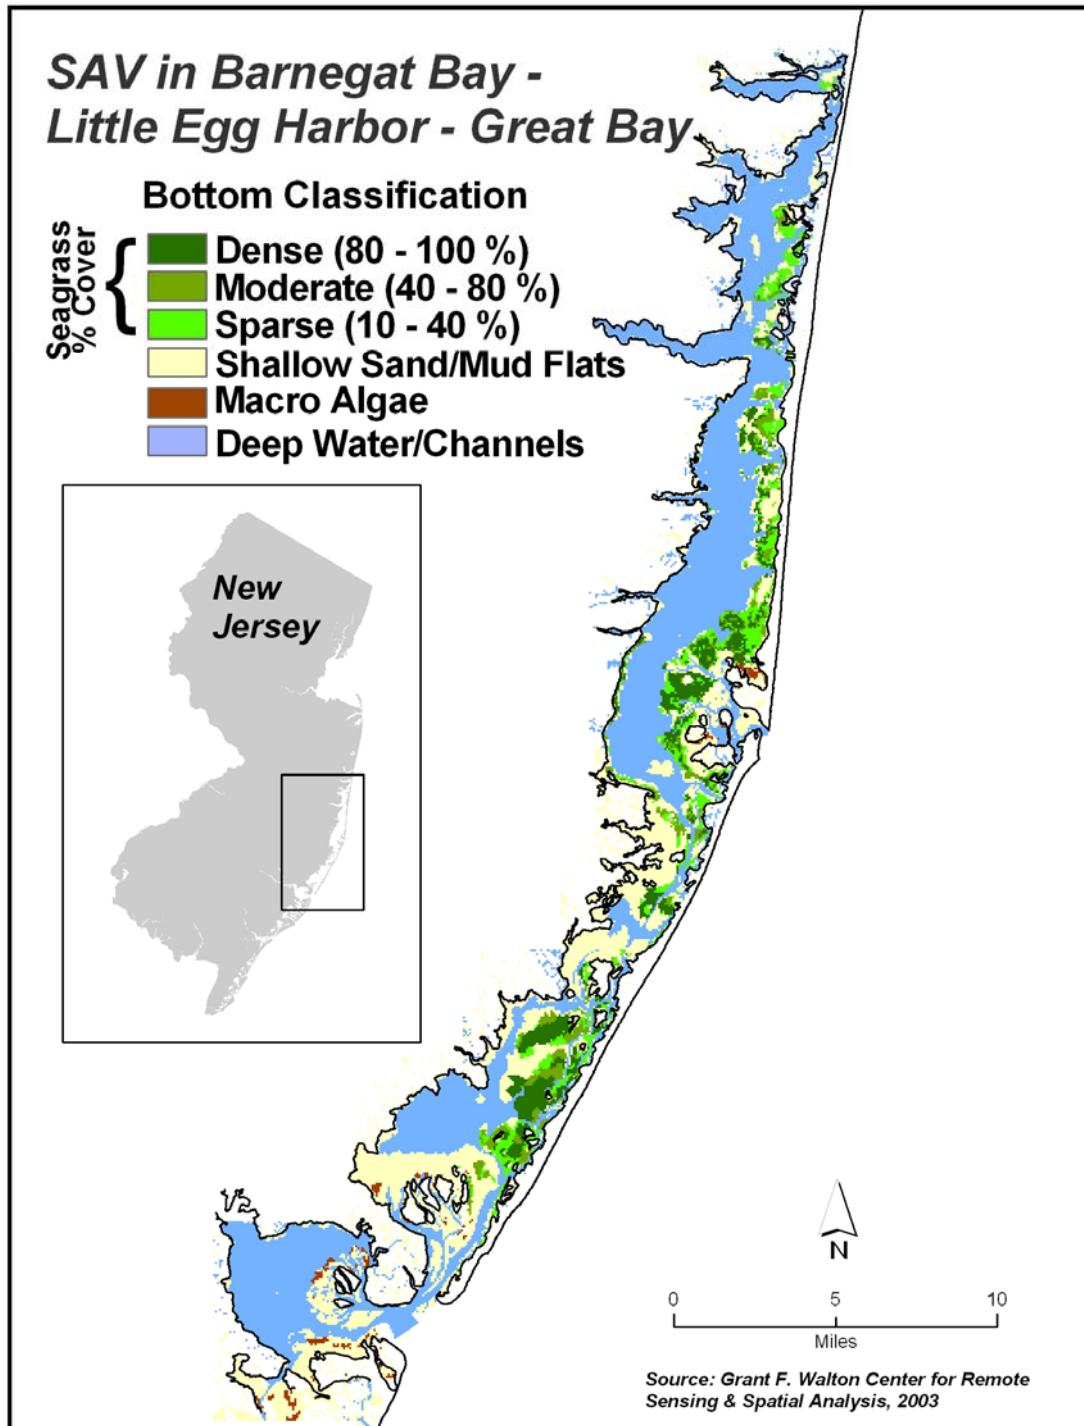 SAV in Barnegat Bay -
Little Egg Harbor - Great Bay
Bottom Classification
Seagrass
% Cover
Dense (80 - 100 %)
Moderate (40 - 80 %)
Sparse (10 - 40 %)
Shallow Sand/Mud Flats
Macro Algae
Deep Water/Channels
New
Jersey
N
0 5 10
Miles
Source: Grant F. Walton Center for Remote
Sensing & Spatial Analysis, 2003